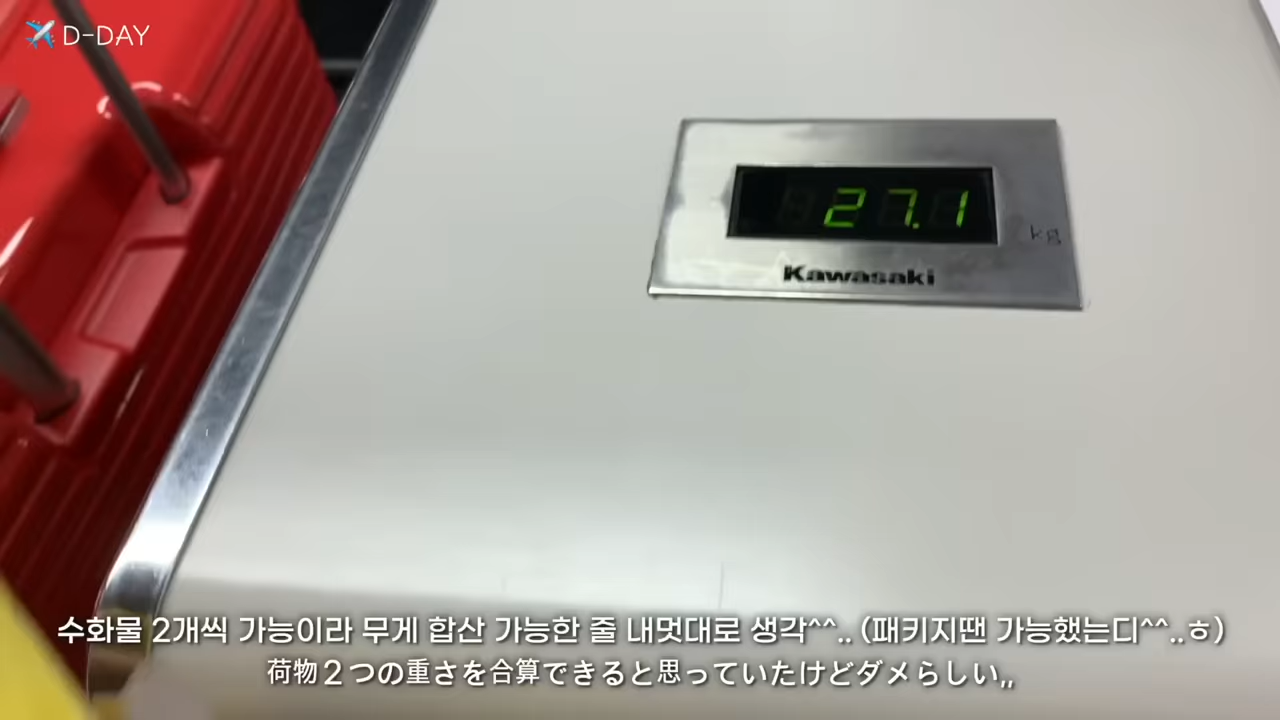 ✈️D-DAY
27.1
kg
Kawasaki
수화물 2개씩 가능이라 무게 합산 가능한 줄 내멋대로 생각^^.. (패키지땐 가능했는디^^..ㅎ)
荷物２つの重さを合算できると思っていたけどダメらしい,,